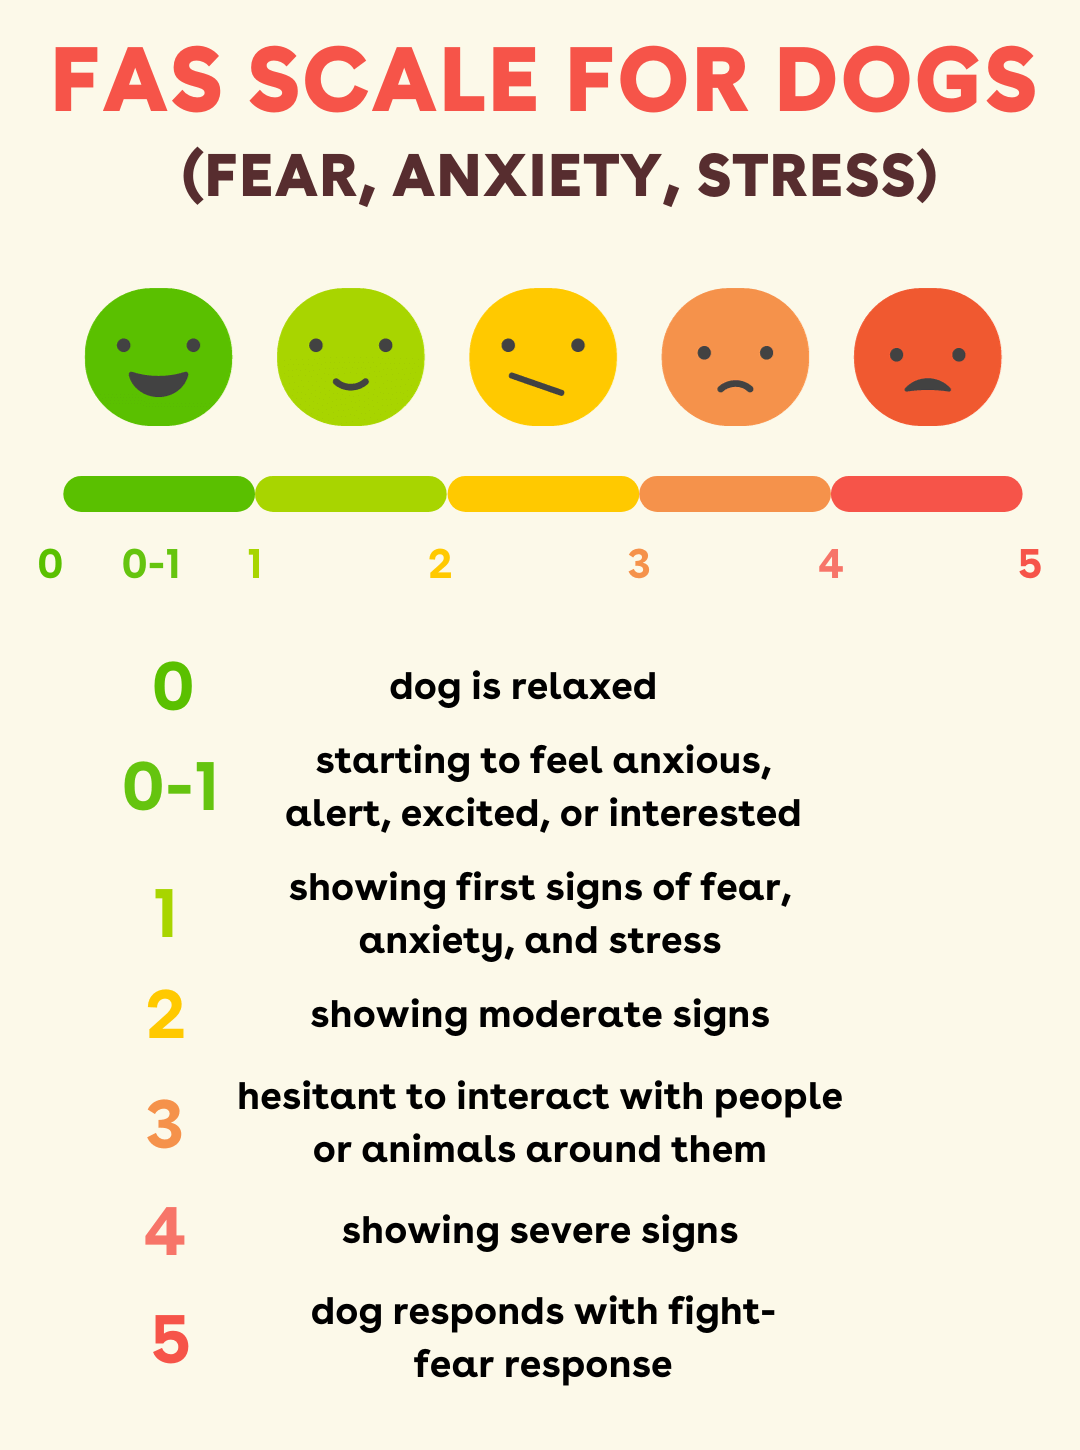 FAS SCALE FOR DOGS
(FEAR, ANXIETY, STRESS)
0 0-1 1 2 3 4 5
0 dog is relaxed
0-1 starting to feel anxious,
alert, excited, or interested
1 showing first signs of fear,
anxiety, and stress
2 showing moderate signs
3 hesitant to interact with people
or animals around them
4 showing severe signs
5 dog responds with fight-
fear response